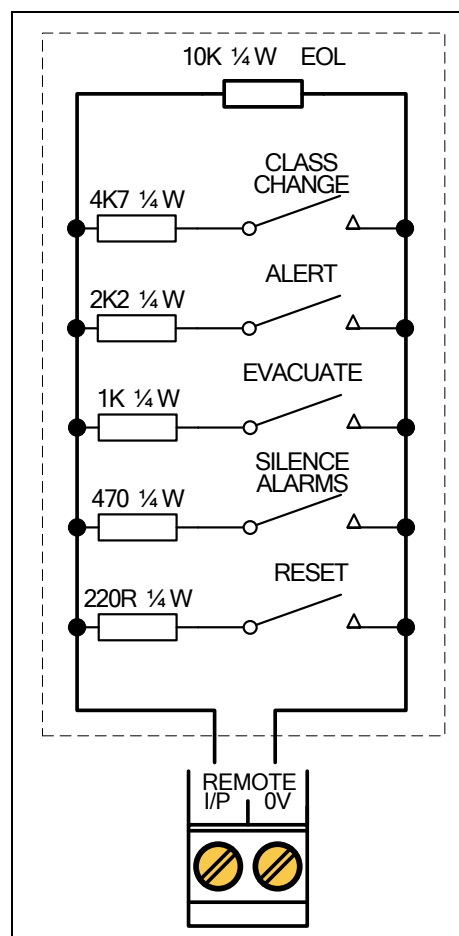 10K ¼ W EOL
CLASS
CHANGE
4K7 ¼ W
ALERT
2K2 ¼ W
EVACUATE
1K ¼ W
SILENCE
ALARMS
470 ¼ W
RESET
220R ¼ W
REMOTE
I/P 0V